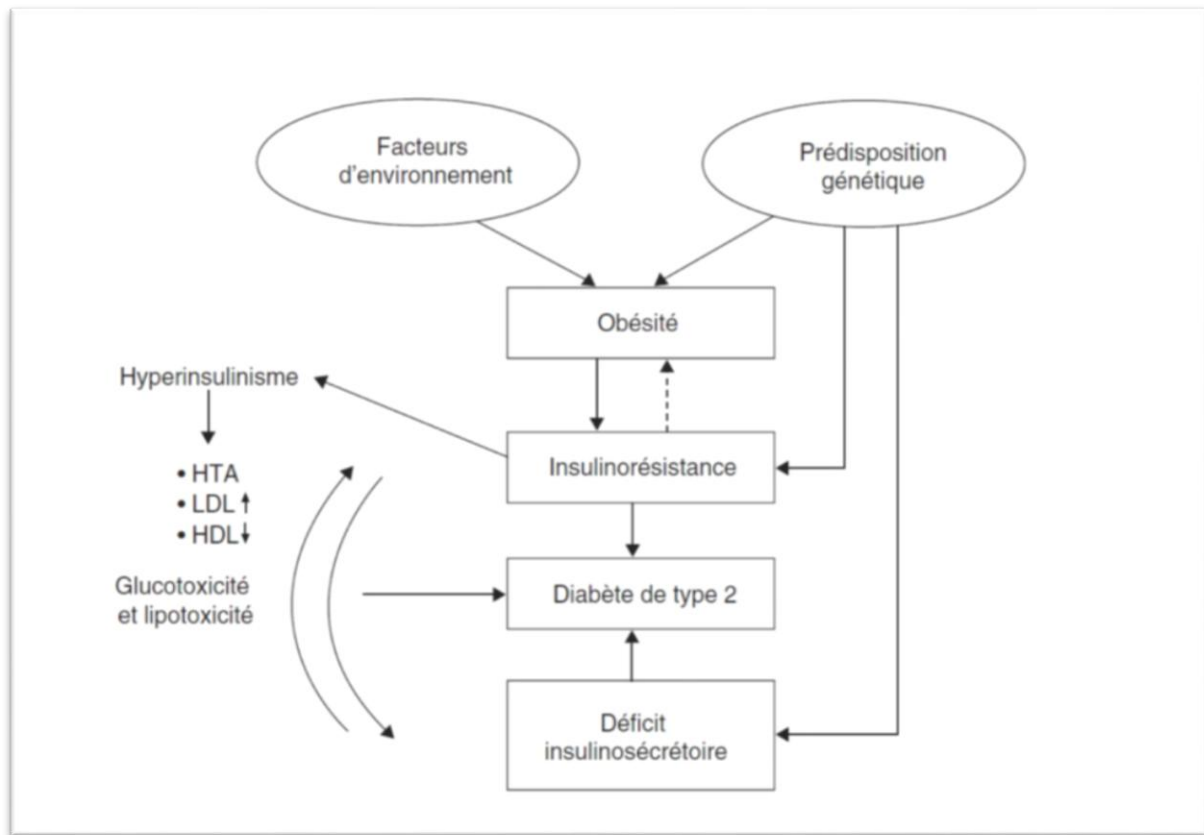 Facteurs
d'environnement
Prédisposition
génétique
Obésité
Hyperinsulinisme
Insulinorésistance
• HTA
• LDL ↑
• HDL ↓
Glucotoxicité
et lipotoxicité
Diabète de type 2
Déficit
insulinosécrétoire